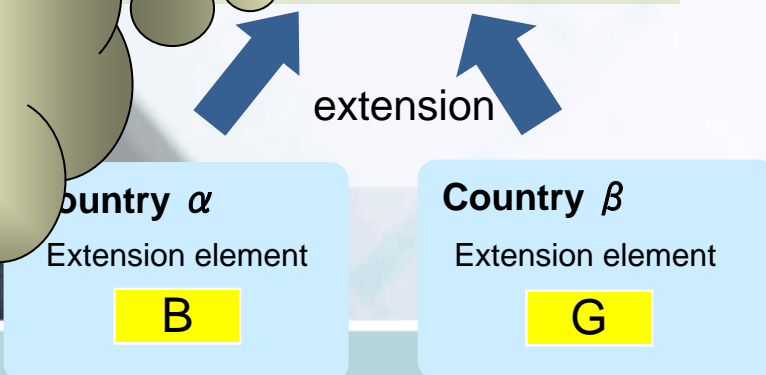 extension
ountry α
Extension element
B
Country β
Extension element
G